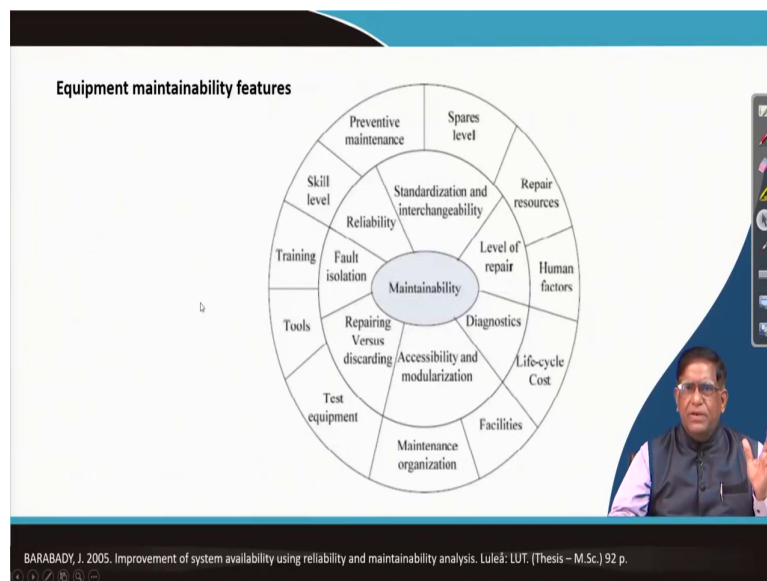 Equipment maintainability features
Preventive
maintenance
Spares
level
Repair
resources
Human
factors
Life-cycle
Cost
Facilities
Maintenance
organization
Test
equipment
Tools
Training
Skill
level
Standardization and
interchangeability
Level of
repair
Diagnostics
Accessibility and
modularization
Repairing
Versus
discarding
Fault
isolation
Reliability
Maintainability
BARABADY, J. 2005. Improvement of system availability using reliability and maintainability analysis. Luleå: LUT. (Thesis – M.Sc.) 92 p.